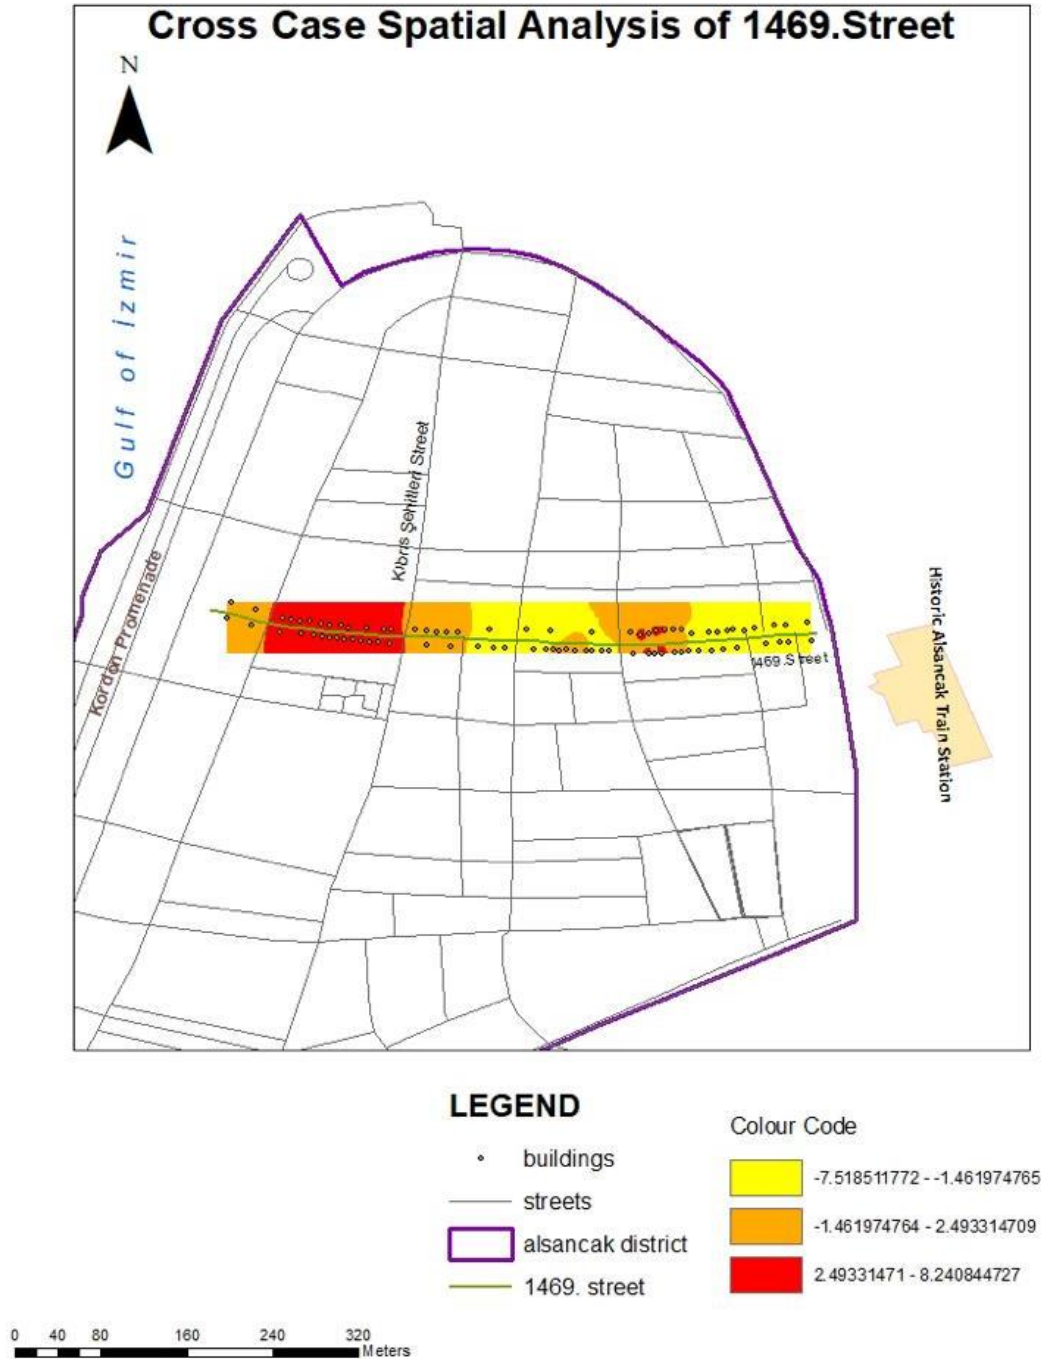 Cross Case Spatial Analysis of 1469.Street
N
Gulf of İzmir
Kıbrıs Şehitleri Street
Kordon Promenade
Historic Alsancak Train Station
1469.Street
LEGEND
buildings
streets
alsancak district
1469. street
Colour Code
-7.518511772 - -1.461974765
-1.461974764 - 2.493314709
2.49331471 - 8.240844727
0 40 80 160 240 320
Meters